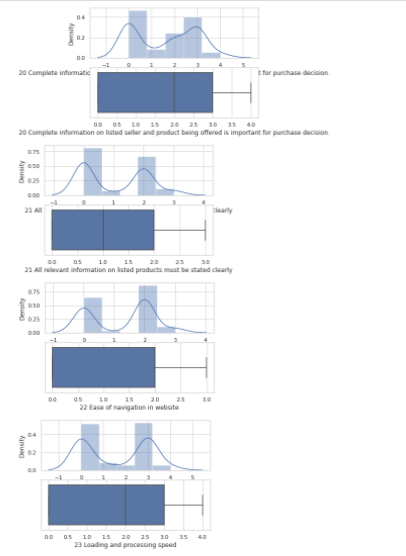 0.4
0.2
0.0
Density
−1 0 1 2 3 4 5
20 Complete informatic t for purchase decision.
0.0 0.5 1.0 1.5 2.0 2.5 3.0 3.5 4.0
20 Complete information on listed seller and product being offered is important for purchase decision.
0.75
0.50
0.25
0.00
Density
−1 0 1 2 3 4
21 All clearly
0.0 0.5 1.0 1.5 2.0 2.5 3.0
21 All relevant information on listed products must be stated clearly
0.75
0.50
0.25
0.00
Density
−1 0 1 2 3 4
0.0 0.5 1.0 1.5 2.0 2.5 3.0
22 Ease of navigation in website
0.4
0.2
0.0
Density
−1 0 1 2 3 4 5
0.0 0.5 1.0 1.5 2.0 2.5 3.0 3.5 4.0
23 Loading and processing speed